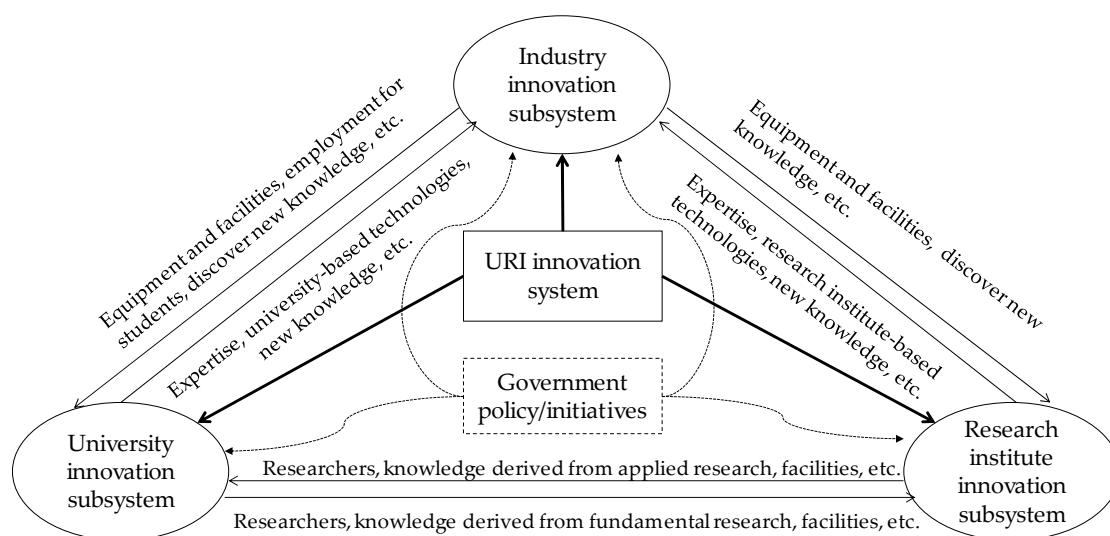 Industry
innovation
subsystem
Equipment and facilities, employment for
students, discover new knowledge, etc.
Expertise, university-based technologies,
new knowledge, etc.
Equipment and facilities, discover new
knowledge, etc.
Expertise, research institute-based
technologies, new knowledge, etc.
URI innovation
system
Government
policy/initiatives
University
innovation
subsystem
Research
institute
innovation
subsystem
Researchers, knowledge derived from applied research, facilities, etc.
Researchers, knowledge derived from fundamental research, facilities, etc.